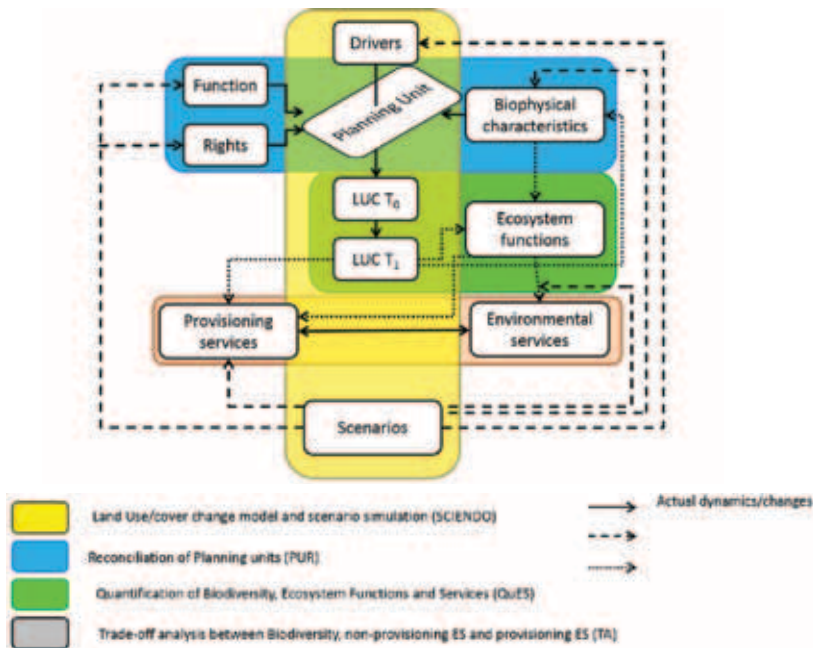 Drivers
Function
Planning Unit
Biophysical
characteristics
Rights
LUC T0
Ecosystem
functions
LUC T1
Provisioning
services
Environmental
services
Scenarios
Land Use/cover change model and scenario simulation (SCIENDO)
Actual dynamics/changes
Reconciliation of Planning units (PUR)
Quantification of Biodiversity, Ecosystem Functions and Services (QuES)
Trade-off analysis between Biodiversity, non-provisioning ES and provisioning ES (TA)